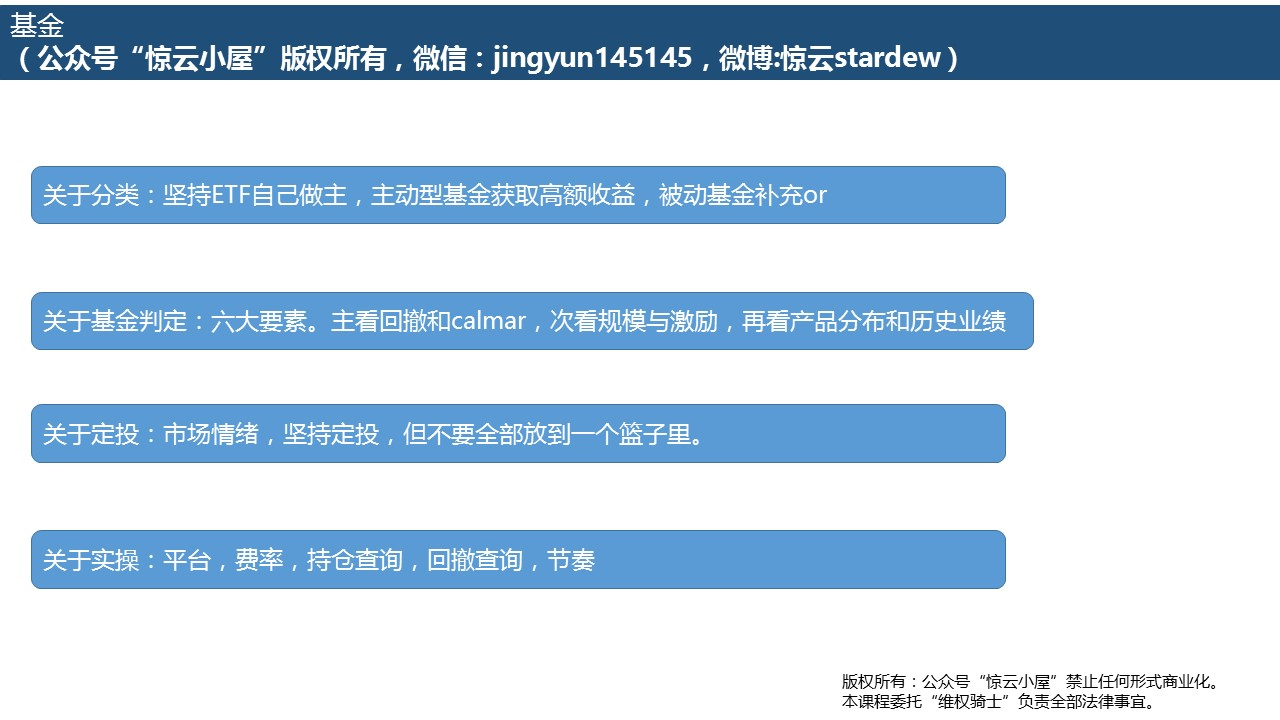 基金
（公众号“惊云小屋”版权所有，微信：jingyun145145，微博:惊云stardew）
关于分类：坚持ETF自己做主，主动型基金获取高额收益，被动基金补充or
关于基金判定：六大要素。主看回撤和calmar，次看规模与激励，再看产品分布和历史业绩
关于定投：市场情绪，坚持定投，但不要全部放到一个篮子里。
关于实操：平台，费率，持仓查询，回撤查询，节奏
版权所有：公众号“惊云小屋”禁止任何形式商业化。
本课程委托“维权骑士”负责全部法律事宜。